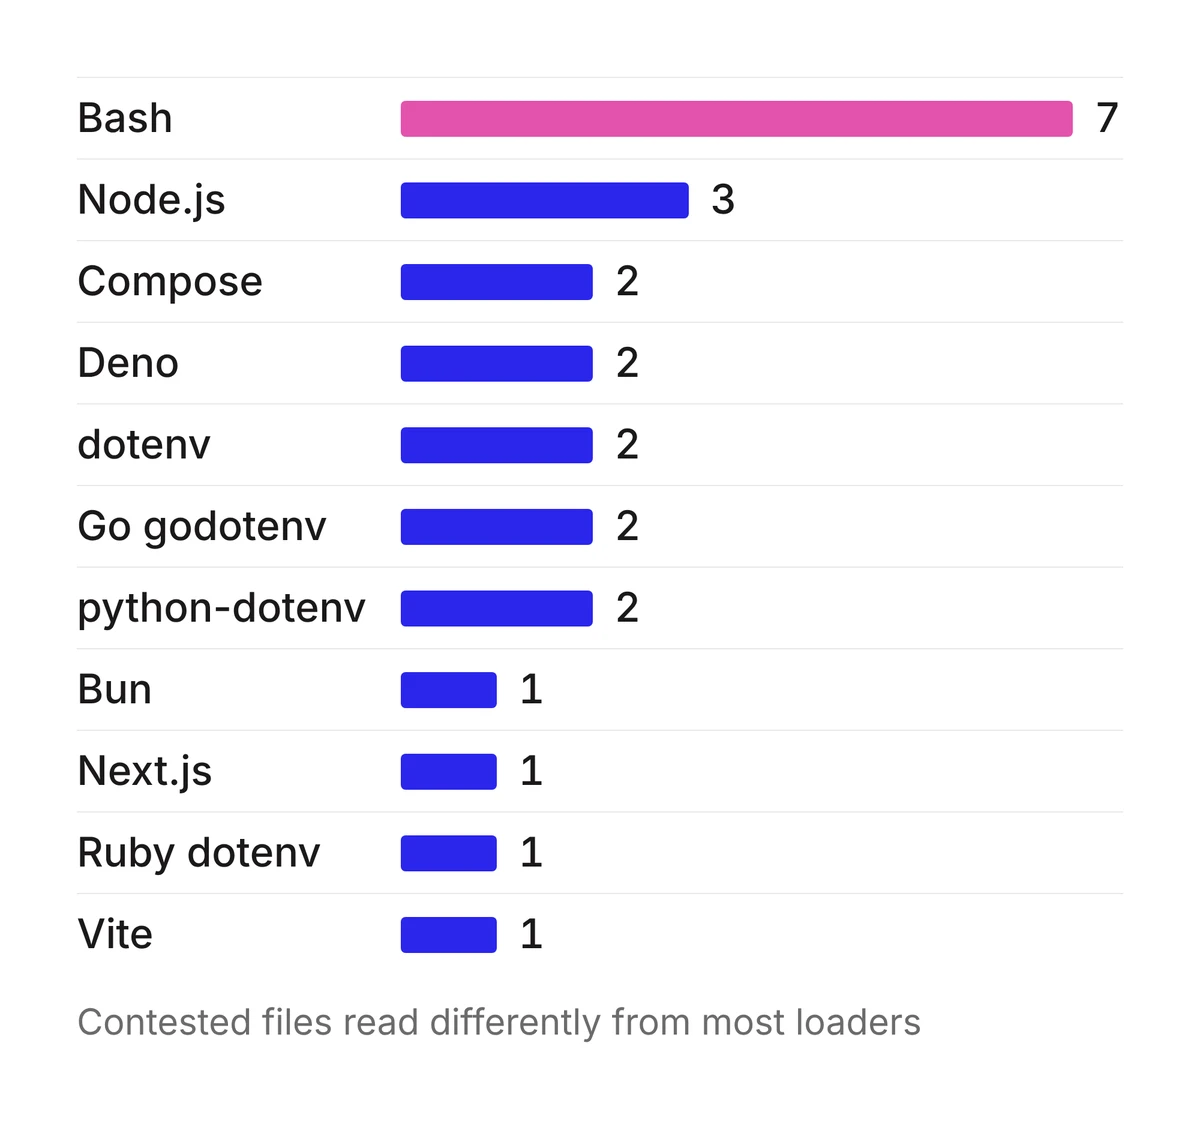 Bash 7
Node.js 3
Compose 2
Deno 2
dotenv 2
Go godotenv 2
python-dotenv 2
Bun 1
Next.js 1
Ruby dotenv 1
Vite 1
Contested files read differently from most loaders